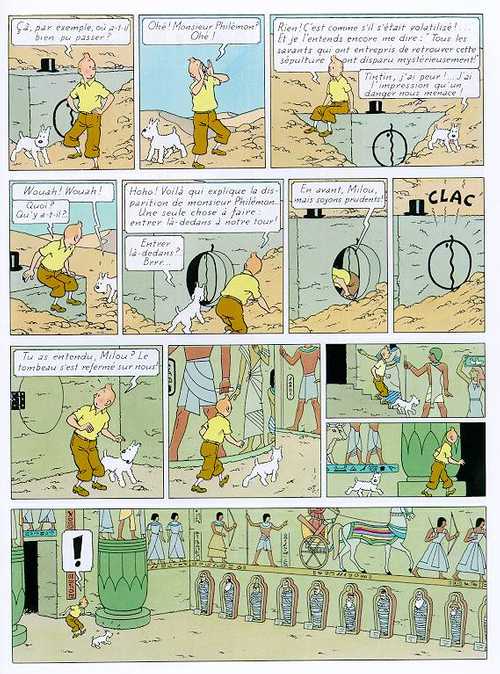 Çà, par exemple, où a-t-il
bien pu passer?
Ohé! Monsieur Philémon?
Ohé!
Rien! C'est comme s'il s'était volatilisé!...
Et je l'entends encore me dire: "Tous les
savants qui ont entrepris de retrouver cette
sépulture ont disparu mystérieusement!
Tintin, j'ai peur!... J'ai
l'impression qu'un
danger nous menace!
Wouah! Wouah!
Quoi?
Qu'y a-t-il?
Hoho! Voilà qui explique la dis-
parition de monsieur Philémon...
Une seule chose à faire:
entrer là-dedans à notre tour!
Entrer
là-dedans?
Brrr...
En avant, Milou,
mais soyons prudents!
CLAC
Tu as entendu, Milou? Le
tombeau s'est refermé sur nous!
!